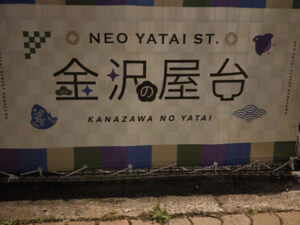 NEO YATAI ST.
金沢の屋台
KANAZAWA NO YATAI